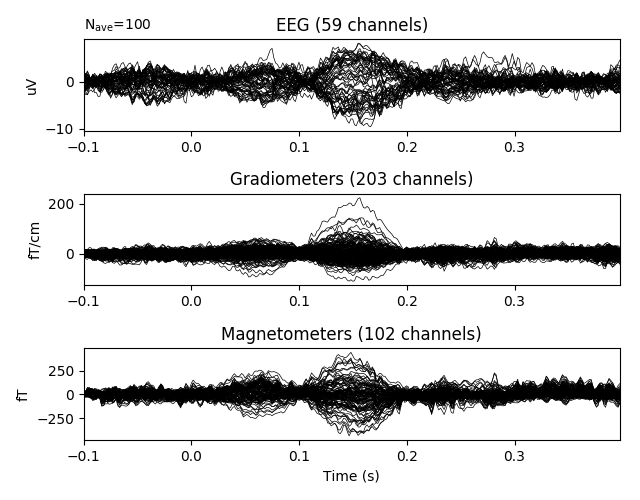 Nave=100
EEG (59 channels)
uV
0
−10
−0.1 0.0 0.1 0.2 0.3
Gradiometers (203 channels)
fT/cm
200
0
−0.1 0.0 0.1 0.2 0.3
Magnetometers (102 channels)
fT
250
0
−250
−0.1 0.0 0.1 0.2 0.3
Time (s)